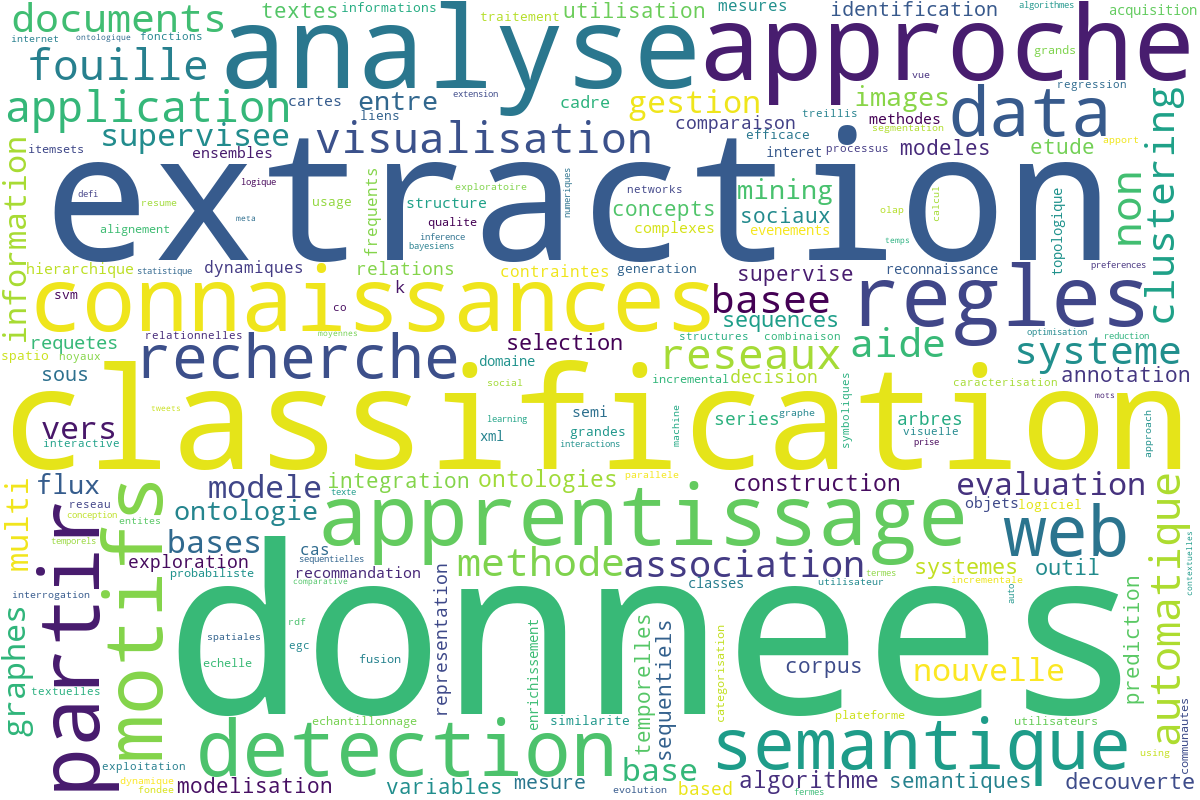 documents
textes
informations
traitement
utilisation
mesures
identification
algorithmes
acquisition
internet
ontologique
fonctions
analyse
approche
grands
fouille
vue
regression
application
cartes
entre
extension
liens
cadre
gestion
treillis
images
data
clustering
supervisee
visualisation
comparaison
methodes
segmentation
efficace
information
itemsets
ensembles
interet
processus
modeles
etude
apport
extraction
logique
exploratoire
numeriques
networks
mining
non
defi
resume
meta
usage
frequents
structure
concepts
sociaux
olap
calcul
topologique
alignement
qualite
inference
bayesiens
complexes
evenements
temps
hierarchique
statistique
dynamiques
relations
contraintes
generation
supervise
reconnaissance
preferences
svm
connaissances
k
co
basee
regles
requetes
relationnelles
moyennes
sequences
optimisation
spatio
noyaux
recherche
selection
structures
combinaison
reseaux
aide
reduction
systeme
sous
domaine
incremental
decision
annotation
social
caracterisation
classification
tweets
vers
interactive
learning
semi
grandes
interactions
xml
machine
series
graphe
symboliques
arbres
visuelle
prise
mots
approach
multi
flux
modele
integration
ontologies
parallele
construction
evaluation
reseau
conception
entites
texte
objets
logiciel
partir
motifs
ontologie
apprentissage
web
automatique
temporels
bases
cas
sequentielles
exploration
probabiliste
recommandation
comparative
methode
association
classes
utilisateur
termes
systemes
incrementale
outil
contextuelles
interrogation
donnees
representation
auto
graphes
rdf
spatiales
egc
echelle
fusion
enrichissement
temporelles
sequentiels
categorisation
corpus
nouvelle
prediction
textuelles
echantillonnage
similarite
plateforme
utilisateurs
detection
semantique
communautes
using
exploitation
dynamique
fondee
modelisation
variables
mesure
evolution
base
based
algorithme
fermes
semantiques
decouverte